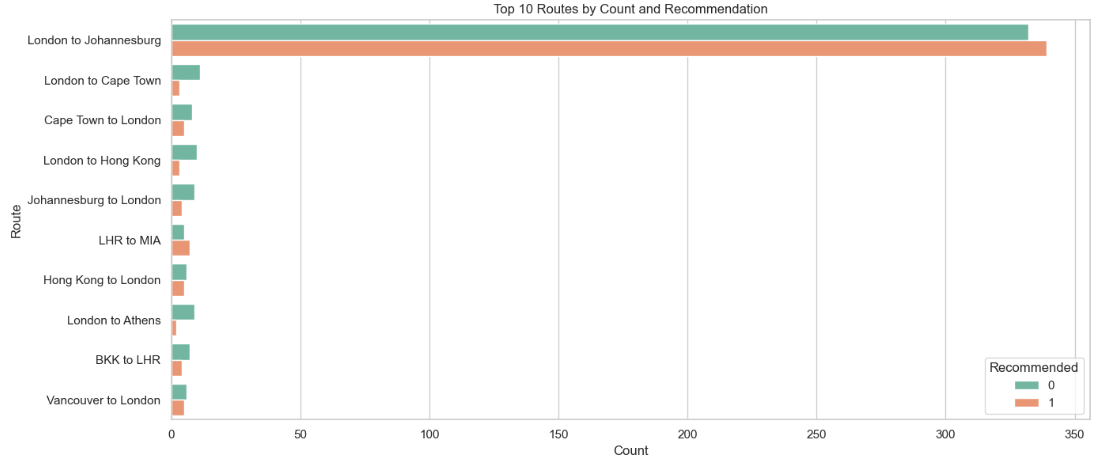 Top 10 Routes by Count and Recommendation
London to Johannesburg
London to Cape Town
Cape Town to London
London to Hong Kong
Johannesburg to London
LHR to MIA
Hong Kong to London
London to Athens
BKK to LHR
Vancouver to London
Route
Recommended
0
1
0 50 100 150 200 250 300 350
Count